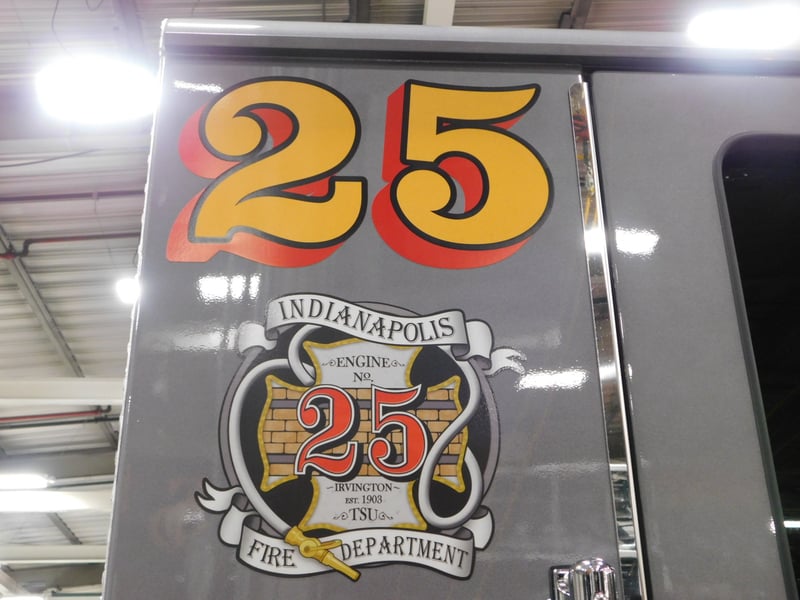 25
INDIANAPOLIS
ENGINE
No.
25
IRVINGTON
EST. 1903
TSU
FIRE DEPARTMENT